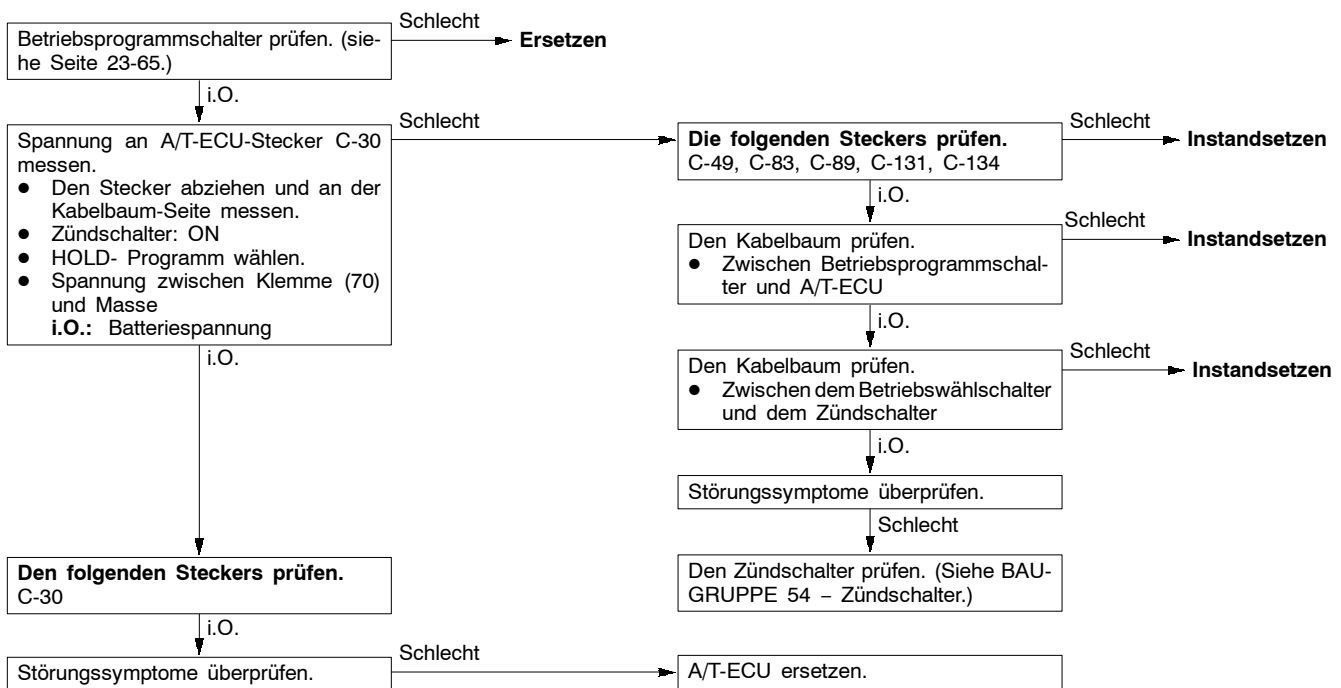 Betriebsprogrammschalter prüfen. (sie-
he Seite 23-65.)
Schlecht
Ersetzen
i.O.
Spannung an A/T-ECU-Stecker C-30
messen.
● Den Stecker abziehen und an der
Kabelbaum-Seite messen.
● Zündschalter: ON
● HOLD- Programm wählen.
● Spannung zwischen Klemme (70)
und Masse
i.O.: Batteriespannung
Schlecht
Die folgenden Steckers prüfen.
C-49, C-83, C-89, C-131, C-134
Schlecht
Instandsetzen
i.O.
Den Kabelbaum prüfen.
● Zwischen Betriebsprogrammschal-
ter und A/T-ECU
Schlecht
Instandsetzen
i.O.
Den Kabelbaum prüfen.
● Zwischen dem Betriebswählschalter
und dem Zündschalter
Schlecht
Instandsetzen
i.O.
Störungssymptome überprüfen.
Schlecht
Den Zündschalter prüfen. (Siehe BAU-
GRUPPE 54 – Zündschalter.)
i.O.
Den folgenden Steckers prüfen.
C-30
i.O.
Störungssymptome überprüfen.
Schlecht
A/T-ECU ersetzen.